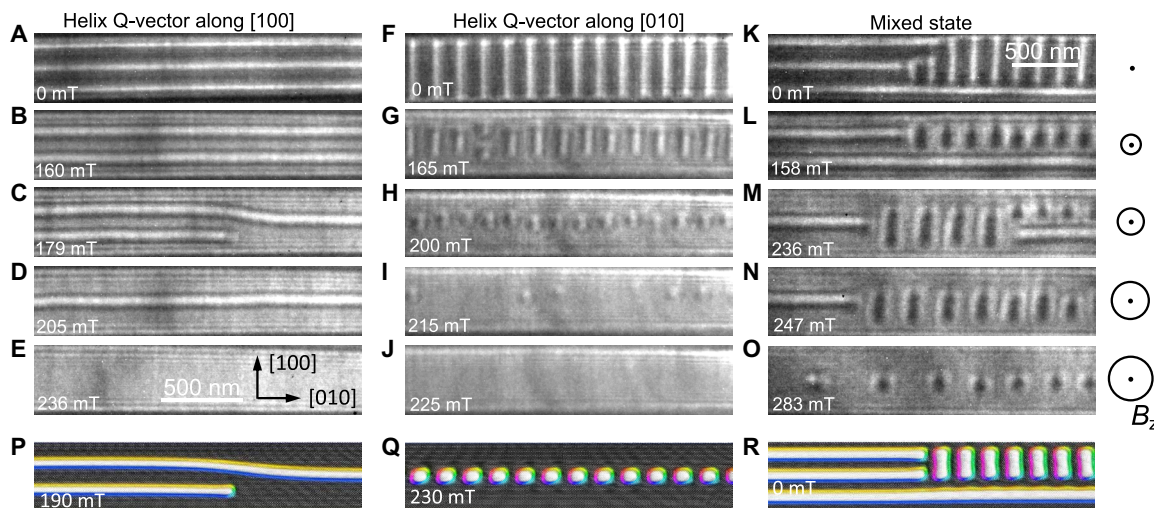 Helix Q-vector along [100]
Helix Q-vector along [010]
Mixed state
A
0 mT
F
0 mT
K
500 nm
0 mT
B
160 mT
G
165 mT
L
158 mT
C
179 mT
H
200 mT
M
236 mT
D
205 mT
I
215 mT
N
247 mT
E
236 mT
500 nm
[100]
[010]
J
225 mT
O
283 mT
Bz
P
190 mT
Q
230 mT
R
0 mT